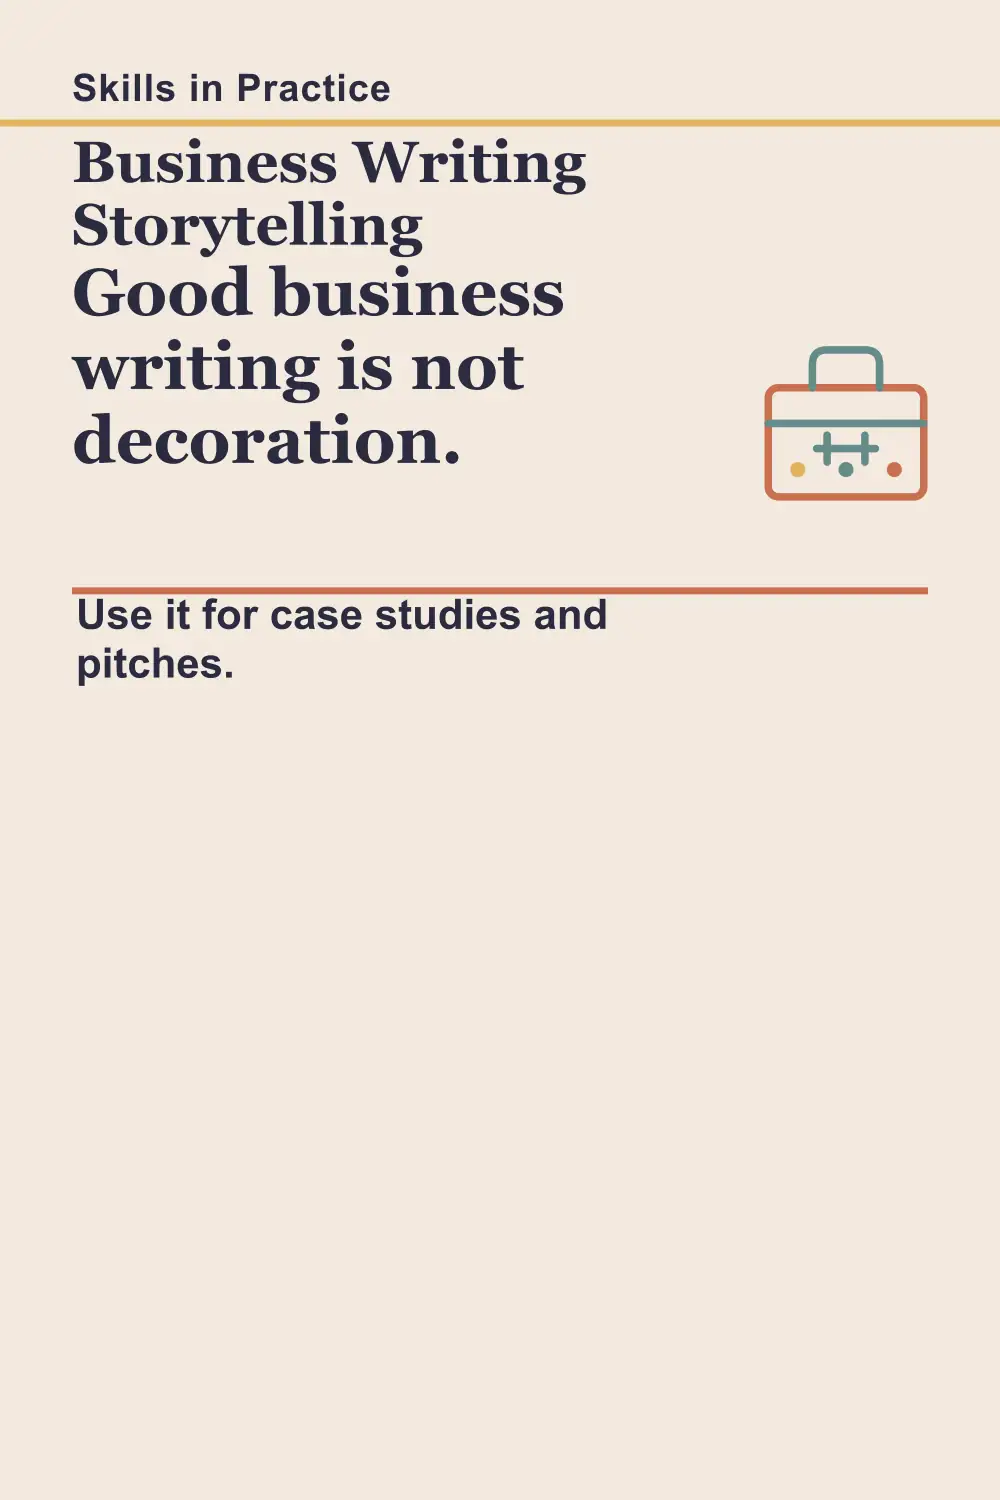 Skills in Practice
Business Writing
Storytelling
Good business
writing is not
decoration.
Use it for case studies and
pitches.